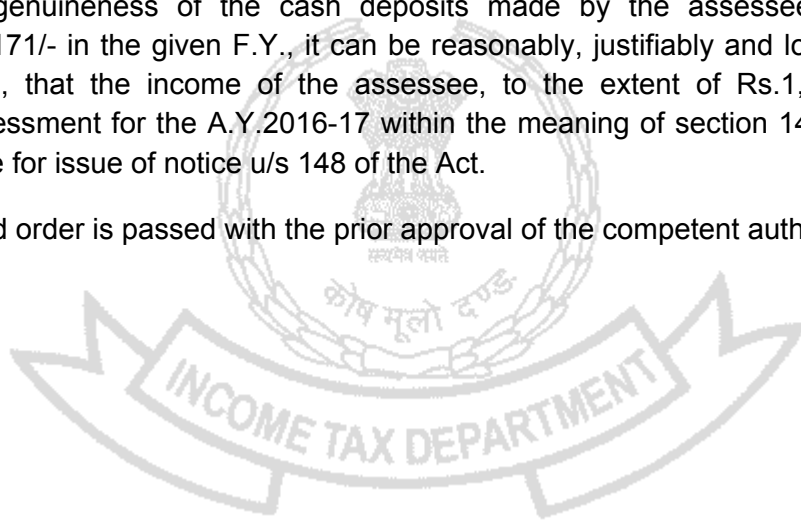 genuineness of the cash deposits made by the assessee
171/- in the given F.Y., it can be reasonably, justifiably and lo
, that the income of the assessee, to the extent of Rs.1,
essment for the A.Y.2016-17 within the meaning of section 14
e for issue of notice u/s 148 of the Act.
d order is passed with the prior approval of the competent auth
सत्यमेव जयते
कोष मूलो दण्डः
INCOME TAX DEPARTMENT